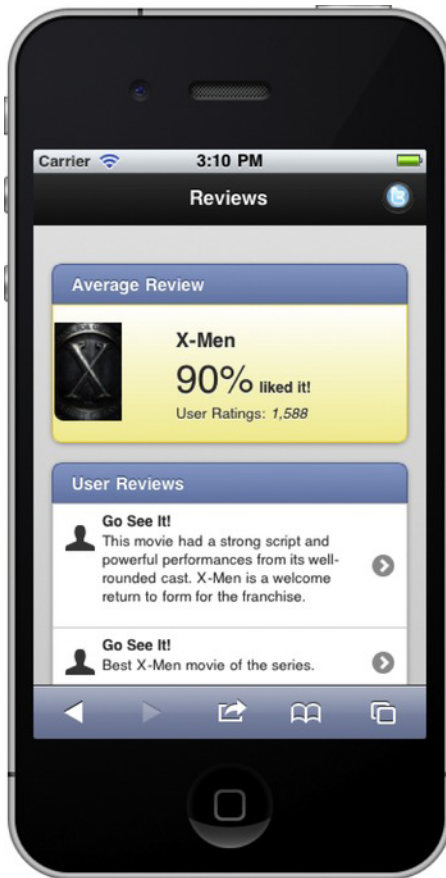 Carrier 3:10 PM
Reviews
Average Review
X-Men
90% liked it!
User Ratings: 1,588
User Reviews
Go See It!
This movie had a strong script and
powerful performances from its well-
rounded cast. X-Men is a welcome
return to form for the franchise.
Go See It!
Best X-Men movie of the series.